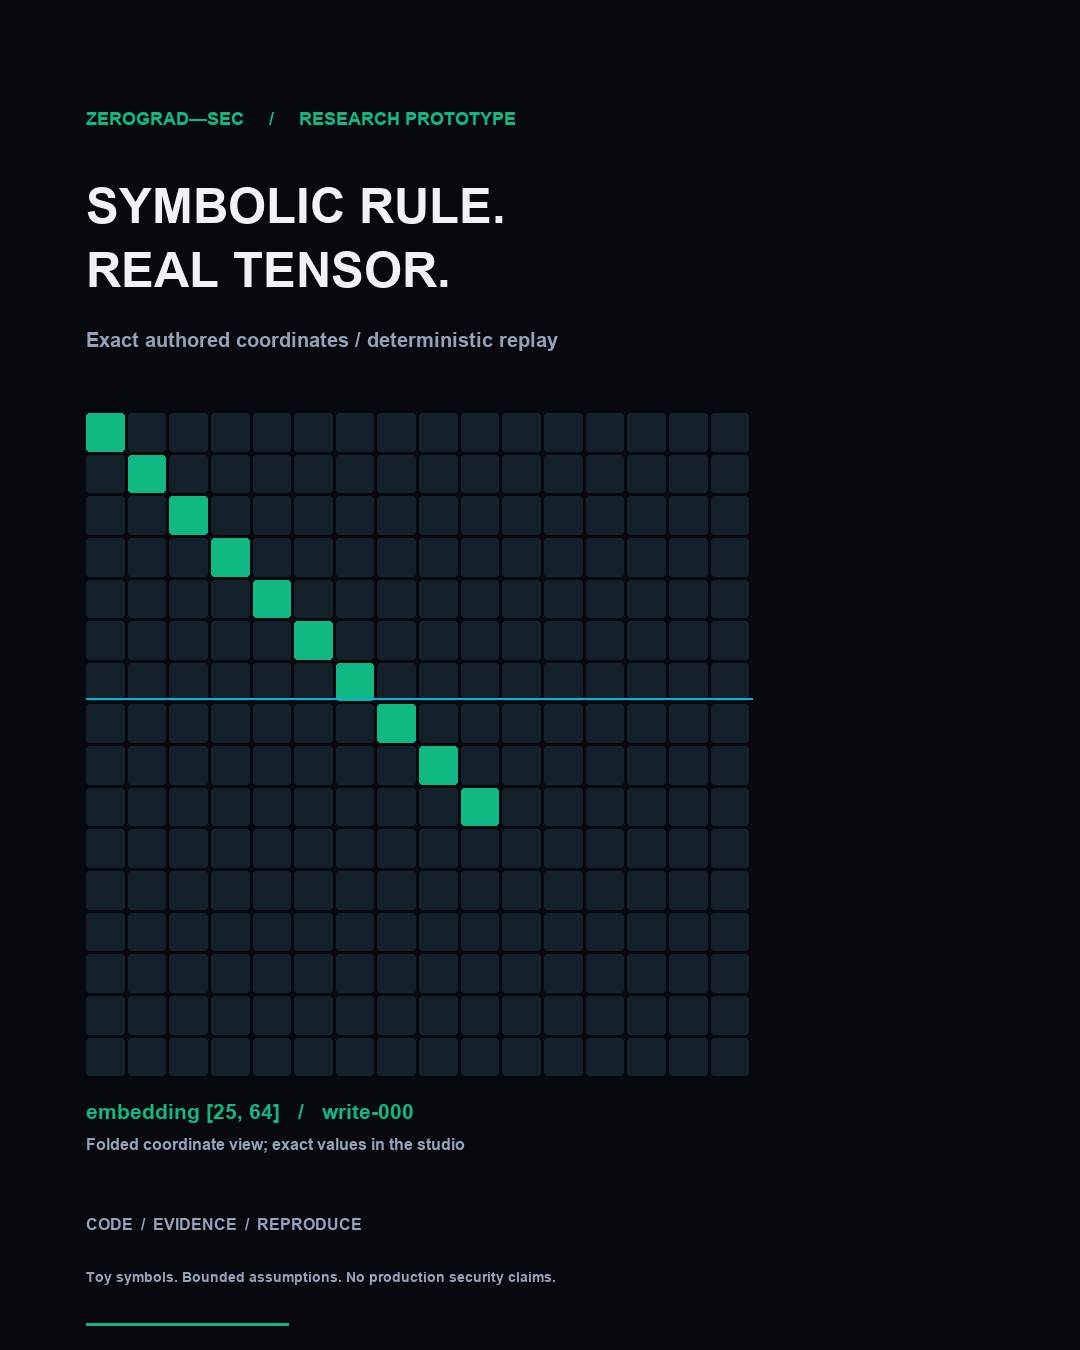 ZEROGRAD—SEC / RESEARCH PROTOTYPE
SYMBOLIC RULE.
REAL TENSOR.
Exact authored coordinates / deterministic replay
embedding [25, 64] / write-000
Folded coordinate view; exact values in the studio
CODE / EVIDENCE / REPRODUCE
Toy symbols. Bounded assumptions. No production security claims.